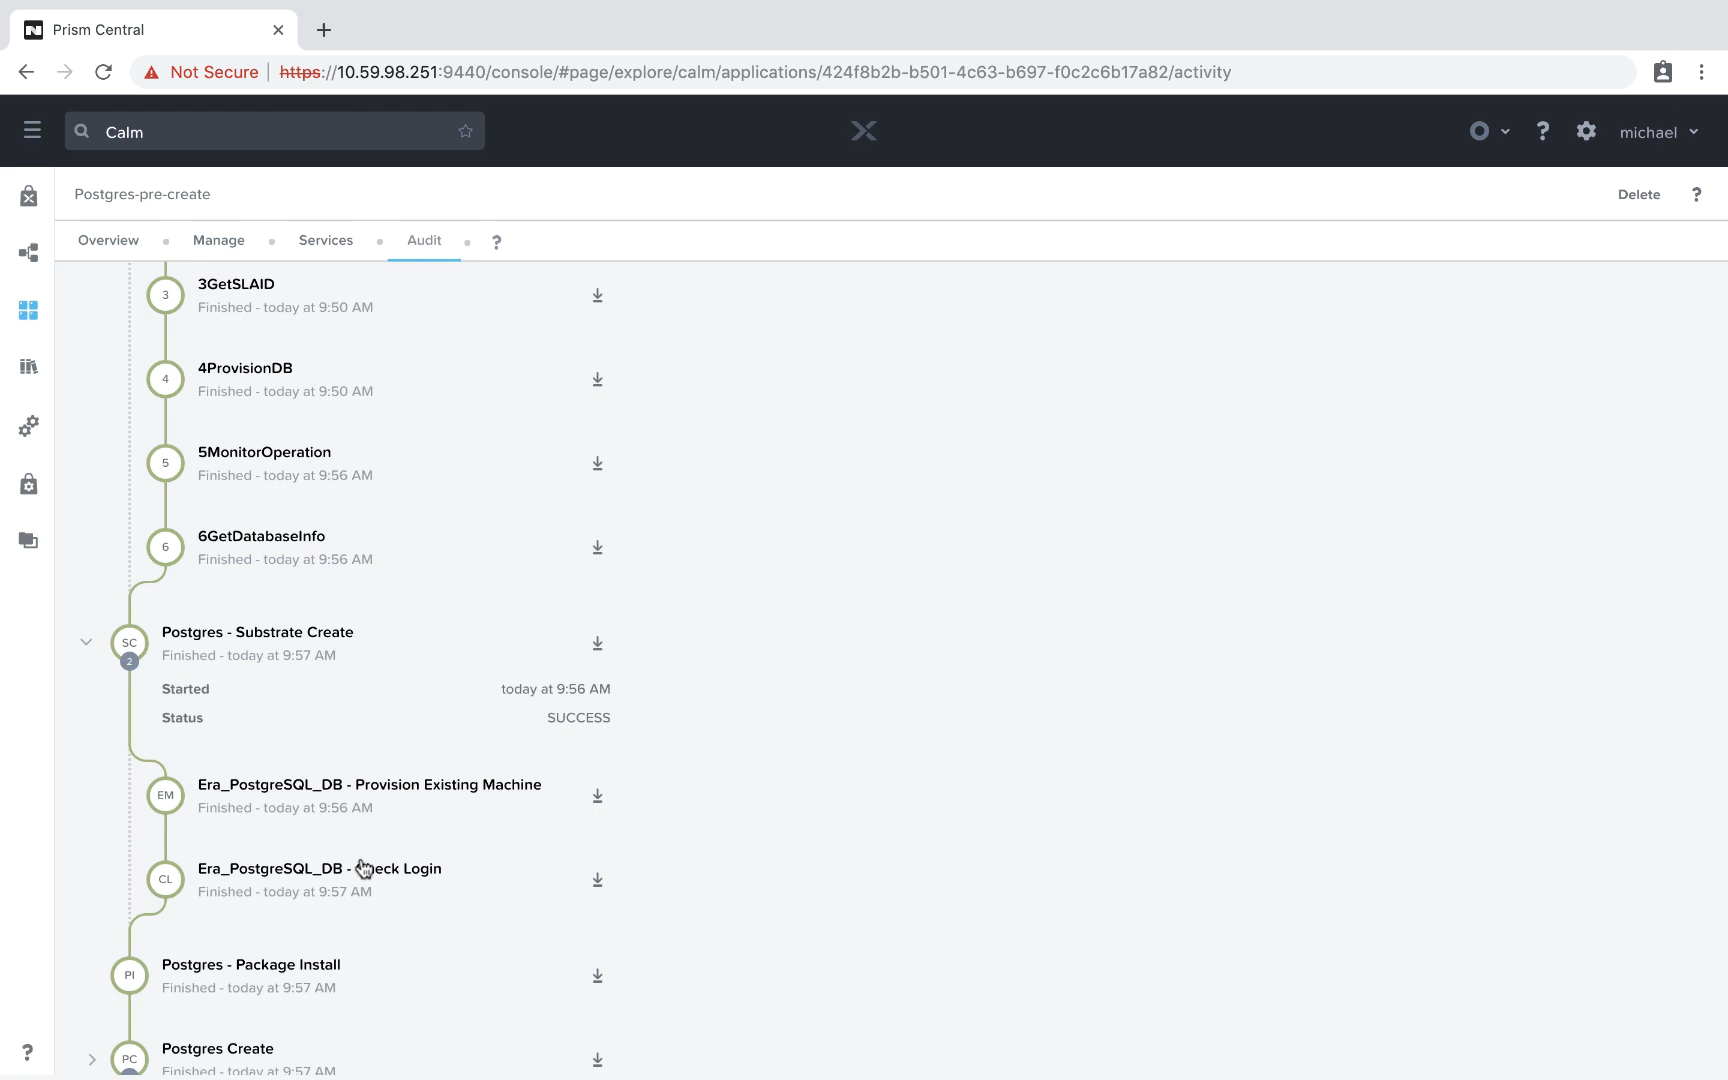 Prism Central
Not Secure
https://10.59.98.251:9440/console/#page/explore/calm/applications/424f8b2b-b501-4c63-b697-f0c2c6b17a82/activity
Calm
? michael
Postgres-pre-create
Delete ?
Overview Manage Services Audit ?
3 3GetSLAID
Finished - today at 9:50 AM
4 4ProvisionDB
Finished - today at 9:50 AM
5 5MonitorOperation
Finished - today at 9:56 AM
6 6GetDatabaseInfo
Finished - today at 9:56 AM
SC Postgres - Substrate Create
2 Finished - today at 9:57 AM
Started today at 9:56 AM
Status SUCCESS
EM Era_PostgreSQL_DB - Provision Existing Machine
Finished - today at 9:56 AM
CL Era_PostgreSQL_DB - Check Login
Finished - today at 9:57 AM
PI Postgres - Package Install
Finished - today at 9:57 AM
PC Postgres Create
Finished - today at 9:57 AM
?